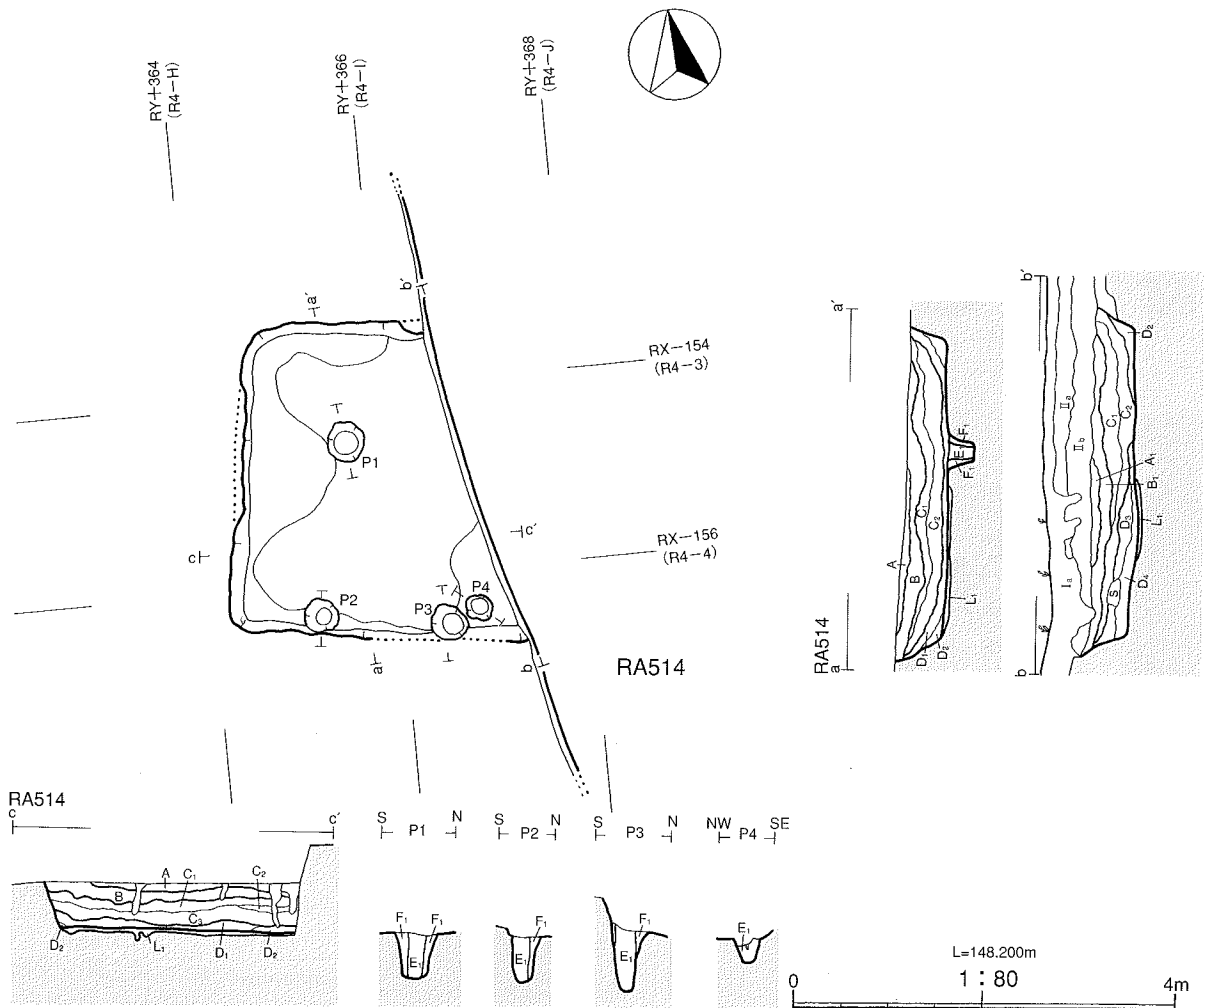 RY+364
(R4-H)
RY+366
(R4-I)
RY+368
(R4-J)
b′
a′
RX-154
(R4-3)
P1
c
c′
RX-156
(R4-4)
P2
P3
P4
a
b
RA514
a′
F₁
E₁
F₁
C₁
C₂
A
B
L₁
D₁
D₂
RA514
a
b′
D₂
Ⅱa
Ⅱb
C₁
C₂
A₁
B₁
D₃
L₁
Ⅰa
S
D₄
b
RA514
c
c′
A
C₁
C₂
B
C₃
D₂
L₁
D₁
D₂
S P1 N
S P2 N
S P3 N
NW P4 SE
F₁
F₁
E₁
F₁
E₁
F₁
E₁
E₁
L=148.200m
1:80
0
4m